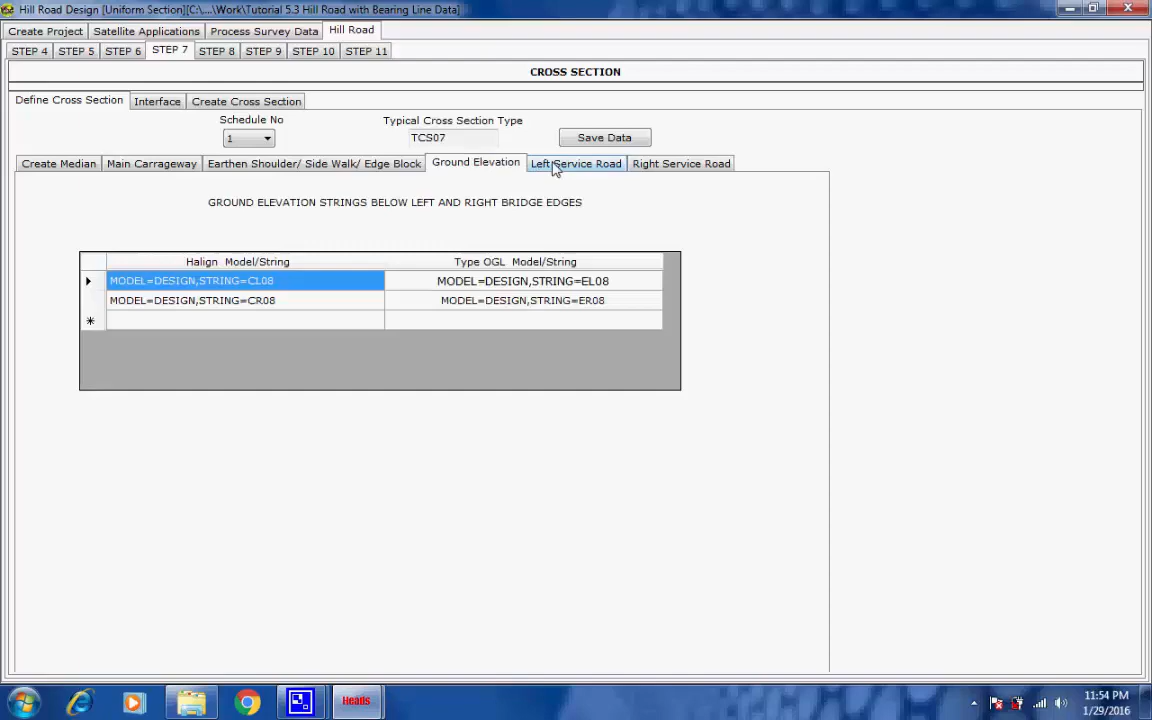 Hill Road Design [Uniform Section][C:\....\Work\Tutorial 5.3 Hill Road with Bearing Line Data]
Create Project Satellite Applications Process Survey Data Hill Road
STEP 4 STEP 5 STEP 6 STEP 7 STEP 8 STEP 9 STEP 10 STEP 11
CROSS SECTION
Define Cross Section Interface Create Cross Section
Schedule No Typical Cross Section Type
1 TCS07 Save Data
Create Median Main Carrageway Earthen Shoulder/ Side Walk/ Edge Block Ground Elevation Left Service Road Right Service Road
GROUND ELEVATION STRINGS BELOW LEFT AND RIGHT BRIDGE EDGES
Halign Model/String Type OGL Model/String
MODEL=DESIGN,STRING=CL08 MODEL=DESIGN,STRING=EL08
MODEL=DESIGN,STRING=CR08 MODEL=DESIGN,STRING=ER08
Heads
11:54 PM
1/29/2016